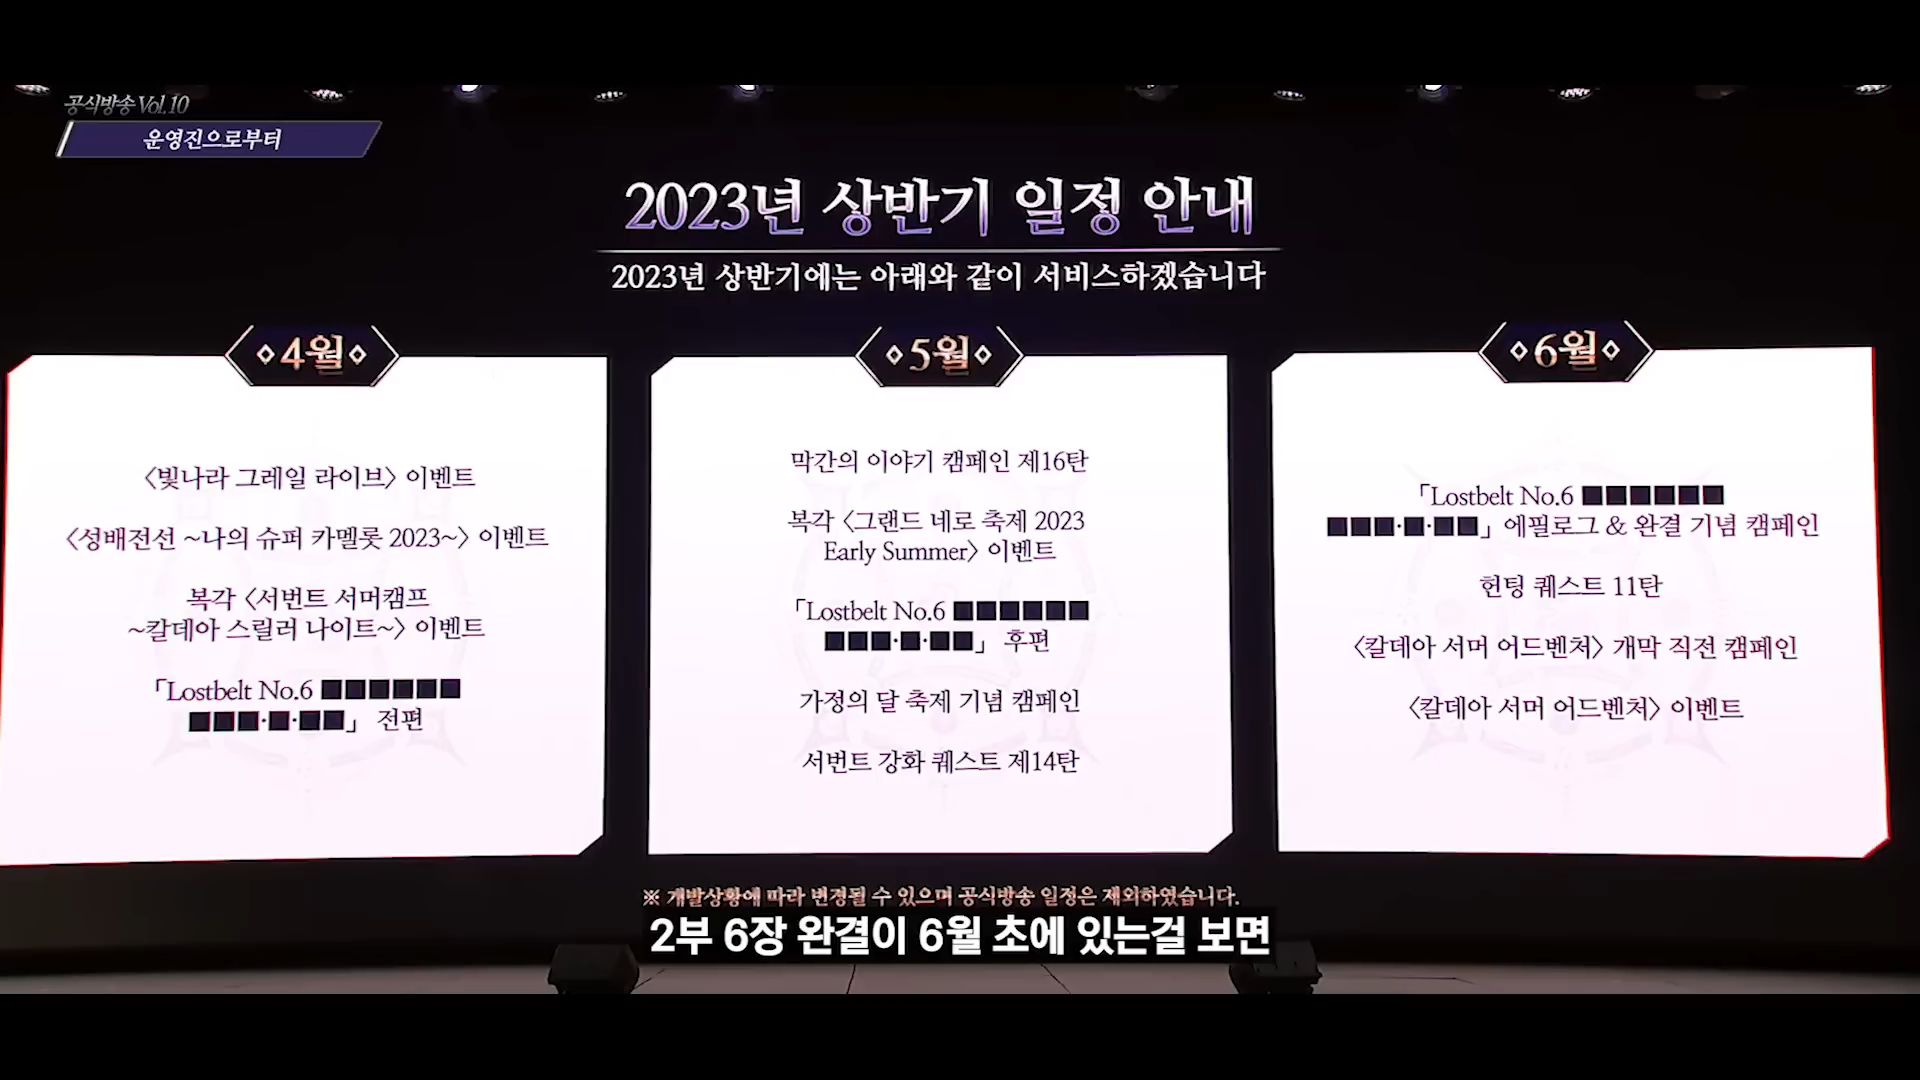 공식방송 Vol.10
운영진으로부터
2023년 상반기 일정 안내
2023년 상반기에는 아래와 같이 서비스하겠습니다
◇4월◇
〈빛나라 그레일 라이브〉 이벤트
〈성배전선 ~나의 슈퍼 카멜롯 2023~〉 이벤트
복각 〈서번트 서머캠프
~칼데아 스릴러 나이트~〉 이벤트
「Lostbelt No.6 ■■■■■■
■■■·■·■■」 전편
◇5월◇
막간의 이야기 캠페인 제16탄
복각 〈그랜드 네로 축제 2023
Early Summer〉 이벤트
「Lostbelt No.6 ■■■■■■
■■■·■·■■」 후편
가정의 달 축제 기념 캠페인
서번트 강화 퀘스트 제14탄
◇6월◇
「Lostbelt No.6 ■■■■■■
■■■·■·■■」 에필로그 & 완결 기념 캠페인
헌팅 퀘스트 11탄
〈칼데아 서머 어드벤처〉 개막 직전 캠페인
〈칼데아 서머 어드벤처〉 이벤트
※ 개발상황에 따라 변경될 수 있으며 공식방송 일정은 제외하였습니다.
2부 6장 완결이 6월 초에 있는걸 보면